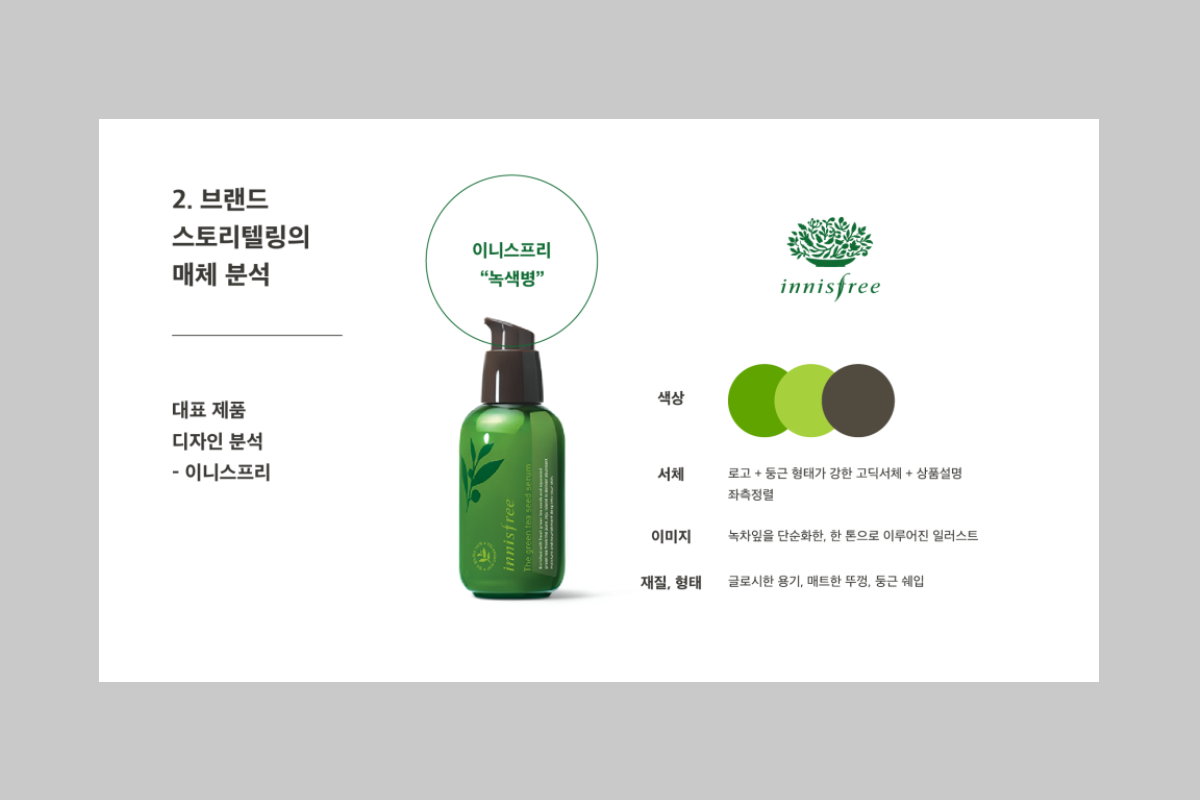 2. 브랜드
스토리텔링의
매체 분석
대표 제품
디자인 분석
- 이니스프리
이니스프리
“녹색병”
innisfree
The green tea seed serum
innisfree
색상
서체
로고 + 둥근 형태가 강한 고딕서체 + 상품설명
좌측정렬
이미지
녹차잎을 단순화한, 한 톤으로 이루어진 일러스트
재질, 형태
글로시한 용기, 매트한 뚜껑, 둥근 쉐입